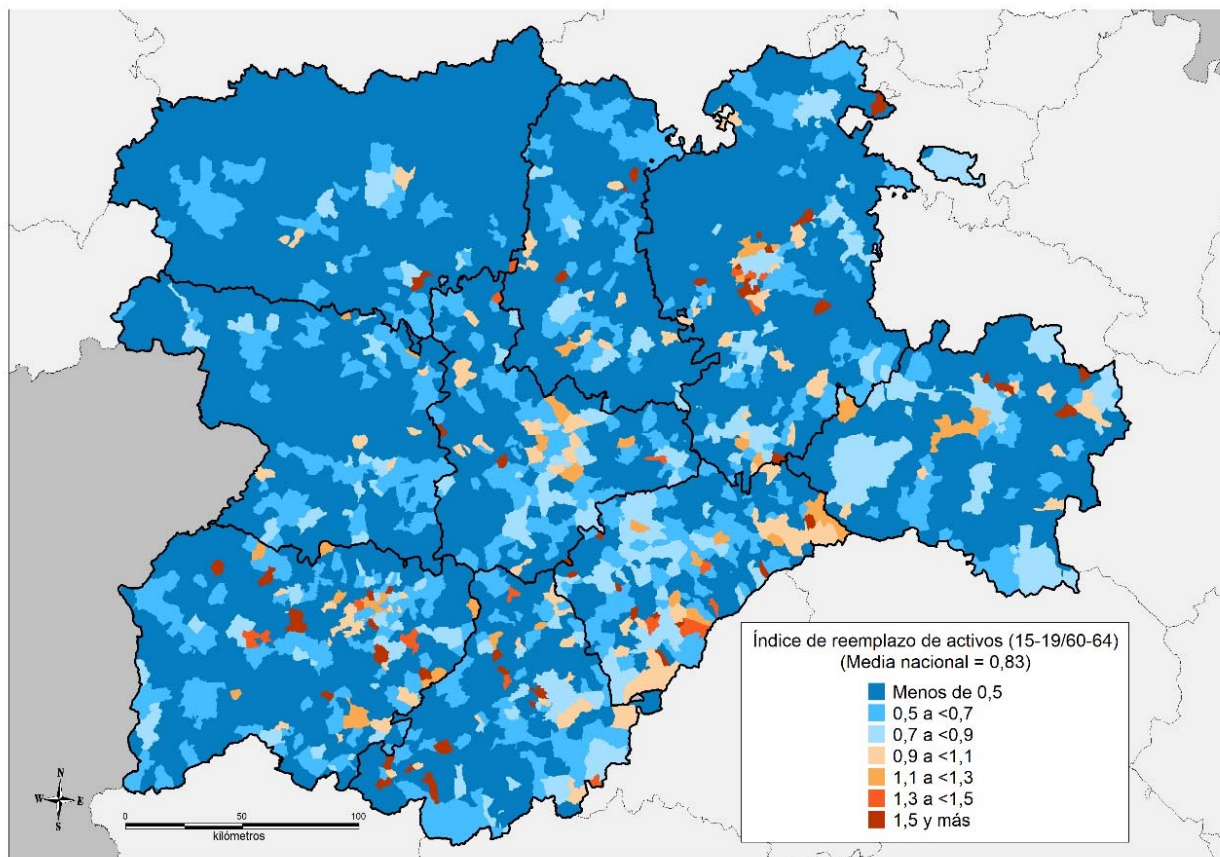 Índice de reemplazo de activos (15-19/60-64)
(Media nacional = 0,83)
Menos de 0,5
0,5 a <0,7
0,7 a <0,9
0,9 a <1,1
1,1 a <1,3
1,3 a <1,5
1,5 y más
N
W E
S
0 50 100
kilómetros